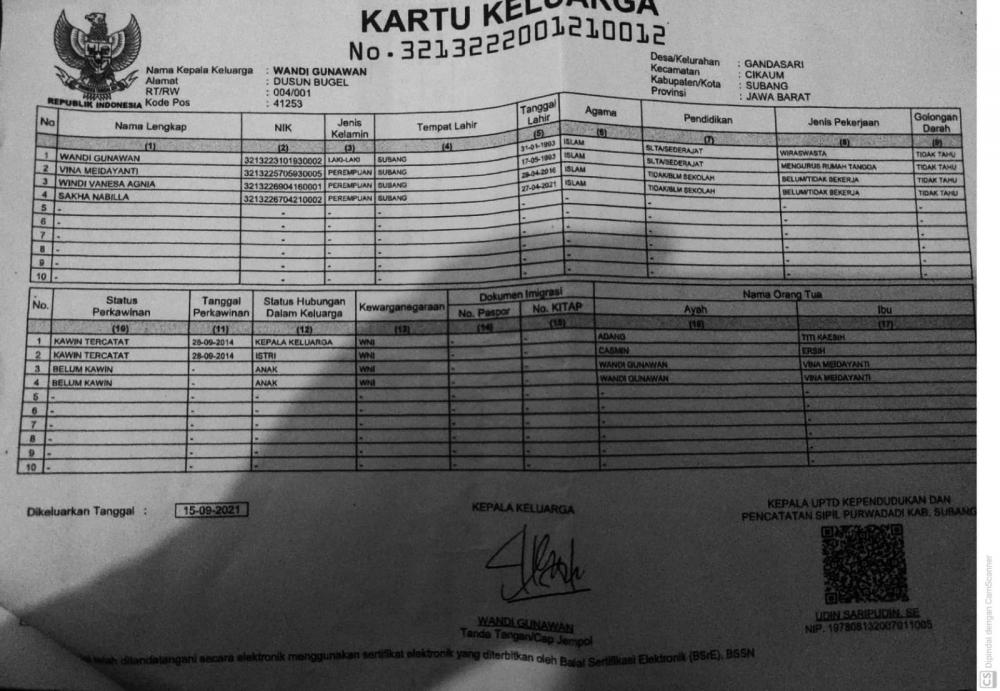 KARTU KELUARGA
No. 3213222001210012
REPUBLIK INDONESIA
Nama Kepala Keluarga : WANDI GUNAWAN
Alamat : DUSUN BUGEL
RT/RW : 004/001
Kode Pos : 41253
Desa/Kelurahan : GANDASARI
Kecamatan : CIKAUM
Kabupaten/Kota : SUBANG
Provinsi : JAWA BARAT
No Nama Lengkap NIK Jenis Kelamin Tempat Lahir Tanggal Lahir Agama Pendidikan Jenis Pekerjaan Golongan Darah
(1) (2) (3) (4) (5) (6) (7) (8) (9)
1 WANDI GUNAWAN 3213223101930002 LAKI-LAKI SUBANG 31-01-1993 ISLAM SLTA/SEDERAJAT WIRASWASTA TIDAK TAHU
2 VINA MEIDAYANTI 3213225705930005 PEREMPUAN SUBANG 17-05-1993 ISLAM SLTA/SEDERAJAT MENGURUS RUMAH TANGGA TIDAK TAHU
3 WINDI VANESA AGNIA 3213226904160001 PEREMPUAN SUBANG 29-04-2016 ISLAM TIDAK/BLM SEKOLAH BELUM/TIDAK BEKERJA TIDAK TAHU
4 SAKHA NABILLA 3213226704210002 PEREMPUAN SUBANG 27-04-2021 ISLAM TIDAK/BLM SEKOLAH BELUM/TIDAK BEKERJA TIDAK TAHU
5 - - - - - - - - -
6 - - - - - - - - -
7 - - - - - - - - -
8 - - - - - - - - -
9 - - - - - - - - -
10 - - - - - - - - -
No. Status Perkawinan Tanggal Perkawinan Status Hubungan Dalam Keluarga Kewarganegaraan Dokumen Imigrasi Nama Orang Tua
No. Paspor No. KITAP Ayah Ibu
(10) (11) (12) (13) (14) (15) (16) (17)
1 KAWIN TERCATAT 28-09-2014 KEPALA KELUARGA WNI - - ADANG TITI KAESIH
2 KAWIN TERCATAT 28-09-2014 ISTRI WNI - - CASMIN ERSIH
3 BELUM KAWIN - ANAK WNI - - WANDI GUNAWAN VINA MEIDAYANTI
4 BELUM KAWIN - ANAK WNI - - WANDI GUNAWAN VINA MEIDAYANTI
5 - - - - - - - -
6 - - - - - - - -
7 - - - - - - - -
8 - - - - - - - -
9 - - - - - - - -
10 - - - - - - - -
Dikeluarkan Tanggal : 15-09-2021
KEPALA KELUARGA
WANDI GUNAWAN
Tanda Tangan/Cap Jempol
KEPALA UPTD KEPENDUDUKAN DAN
PENCATATAN SIPIL PURWADADI KAB. SUBANG
UDIN SARIPUDIN, SE
NIP. 197808132007011005
telah ditandatangani secara elektronik menggunakan sertifikat elektronik yang diterbitkan oleh Balai Sertifikasi Elektronik (BSrE), BSSN
CS Dipindai dengan CamScanner